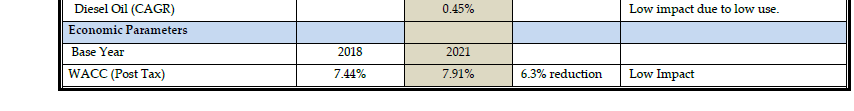 Diesel Oil (CAGR) 0.45% Low impact due to low use.
Economic Parameters
Base Year 2018 2021
WACC (Post Tax) 7.44% 7.91% 6.3% reduction Low Impact